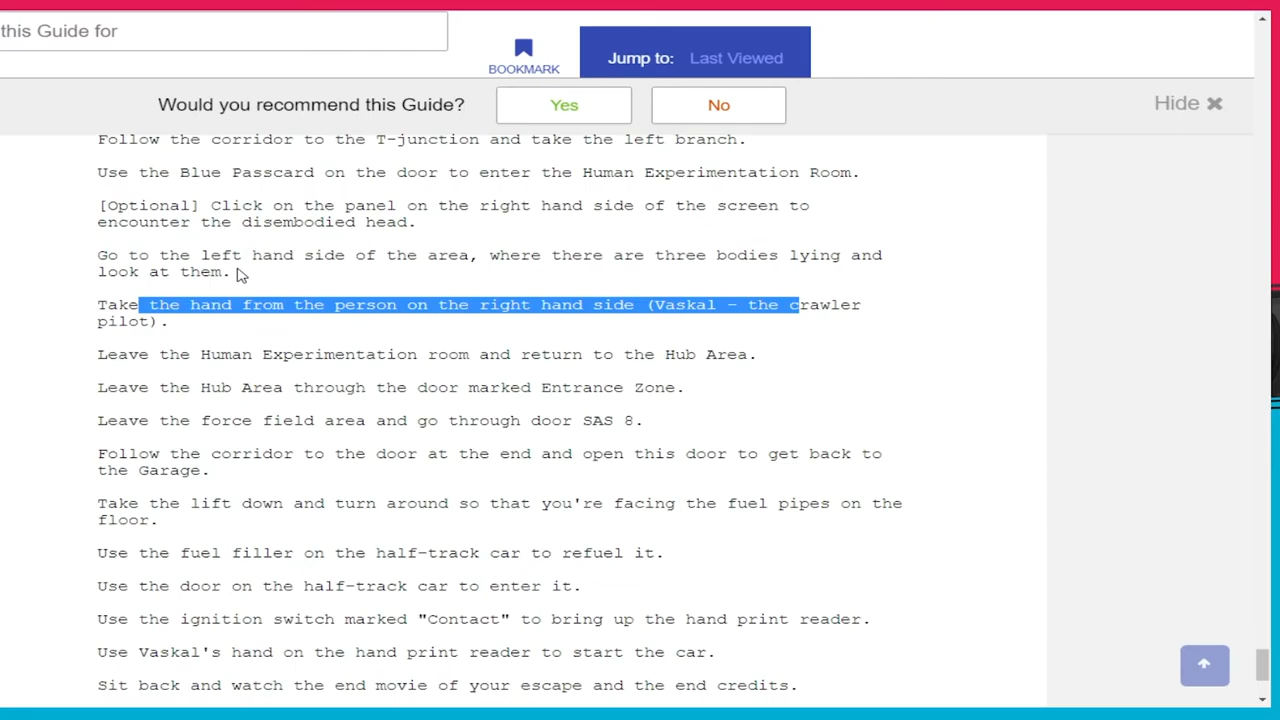 this Guide for
BOOKMARK
Jump to: Last Viewed
Would you recommend this Guide? Yes No Hide ✖
Follow the corridor to the T-junction and take the left branch.
Use the Blue Passcard on the door to enter the Human Experimentation Room.
[Optional] Click on the panel on the right hand side of the screen to
encounter the disembodied head.
Go to the left hand side of the area, where there are three bodies lying and
look at them.
Take the hand from the person on the right hand side (Vaskal - the crawler
pilot).
Leave the Human Experimentation room and return to the Hub Area.
Leave the Hub Area through the door marked Entrance Zone.
Leave the force field area and go through door SAS 8.
Follow the corridor to the door at the end and open this door to get back to
the Garage.
Take the lift down and turn around so that you're facing the fuel pipes on the
floor.
Use the fuel filler on the half-track car to refuel it.
Use the door on the half-track car to enter it.
Use the ignition switch marked "Contact" to bring up the hand print reader.
Use Vaskal's hand on the hand print reader to start the car.
Sit back and watch the end movie of your escape and the end credits.